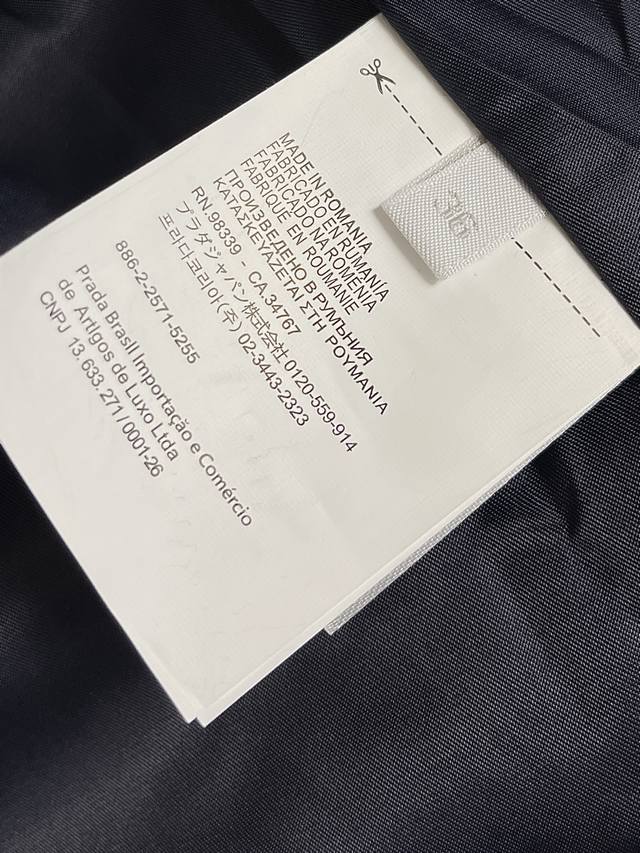 36
MADE IN ROMANIA
FABRICADO EN RUMANÍA
FABRICADO NA ROMÉNIA
FABRIQUÉ EN ROUMANIE
ПРОИЗВЕДЕНО В РУМЪНИЯ
ΚΑΤΑΣΚΕΥΑΖΕΤΑΙ ΣΤΗ ΡΟΥΜΑΝΙΑ
RN.98339 - CA.34767
プラダジャパン株式会社 0120-559-914
프라다코리아(주) 02-3443-2323
886-2-2571-5255
Prada Brasil Importação e Comércio
de Artigos de Luxo Ltda
CNPJ 13.633.271/0001-26